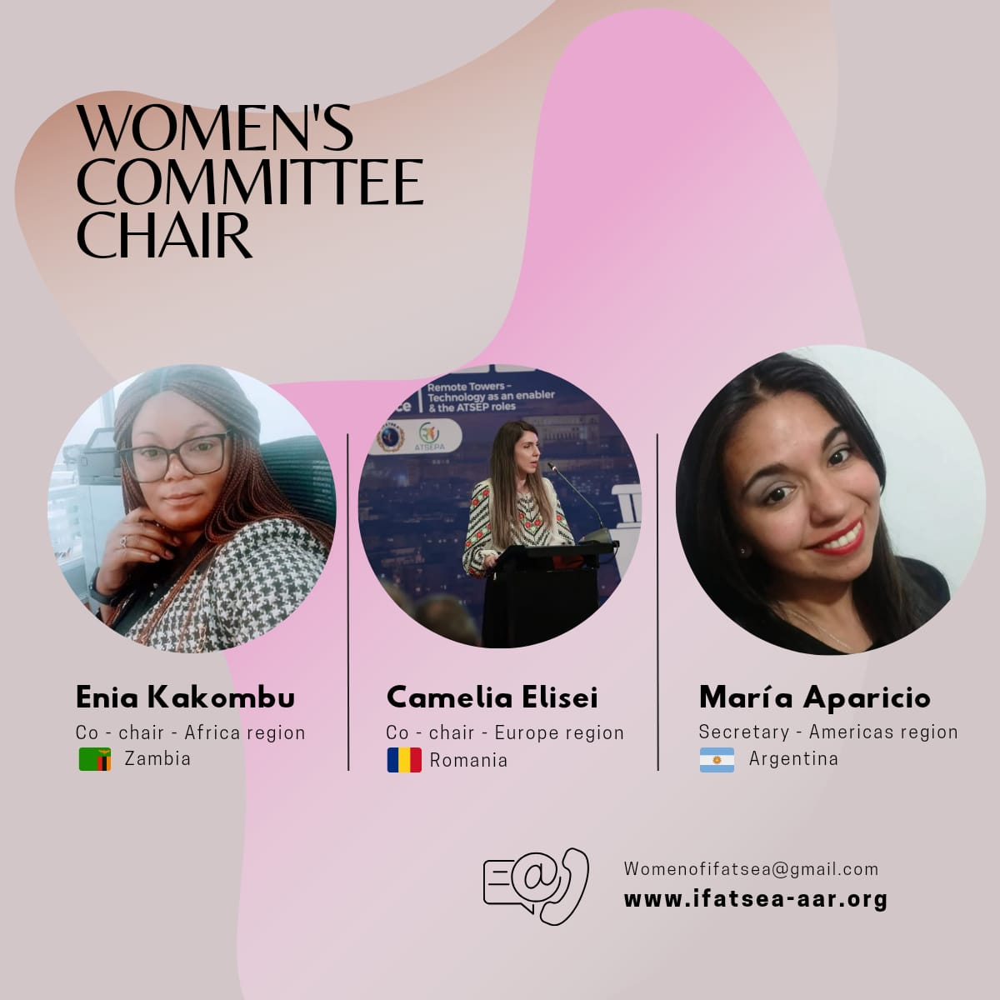 WOMEN'S
COMMITTEE
CHAIR
ce
Remote Towers –
Technology as an enabler
& the ATSEP roles
ATSEPA
Enia Kakombu
Co - chair - Africa region
Zambia
Camelia Elisei
Co - chair - Europe region
Romania
María Aparicio
Secretary - Americas region
Argentina
@
Womenofifatsea@gmail.com
www.ifatsea-aar.org